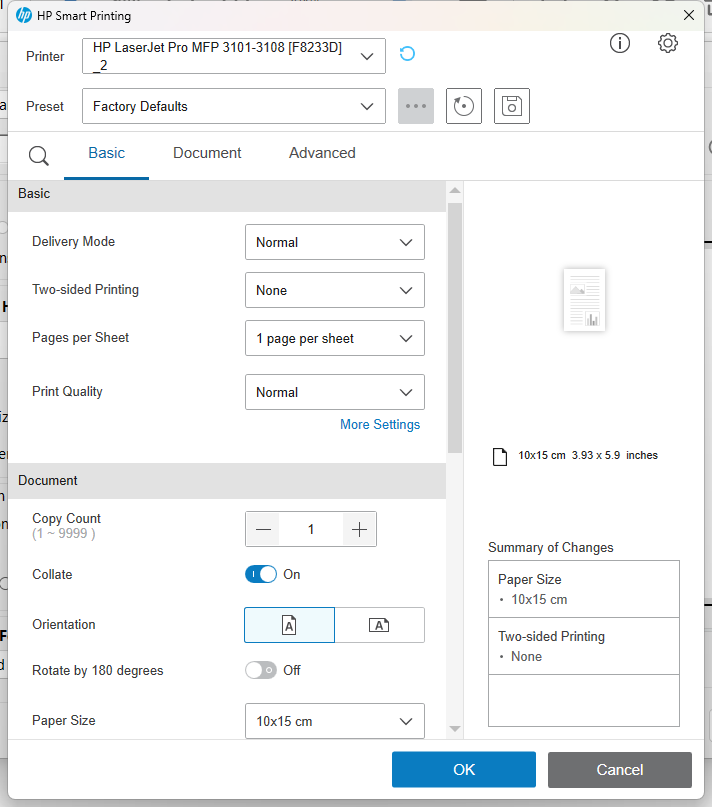 HP Smart Printing
Printer
HP LaserJet Pro MFP 3101-3108 [F8233D]
_2
Preset
Factory Defaults
Basic
Document
Advanced
Basic
Delivery Mode
Normal
Two-sided Printing
None
Pages per Sheet
1 page per sheet
Print Quality
Normal
More Settings
Document
Copy Count
(1 ~ 9999 )
1
Collate
On
Orientation
Rotate by 180 degrees
Off
Paper Size
10x15 cm
10x15 cm 3.93 x 5.9 inches
Summary of Changes
Paper Size
• 10x15 cm
Two-sided Printing
• None
OK
Cancel